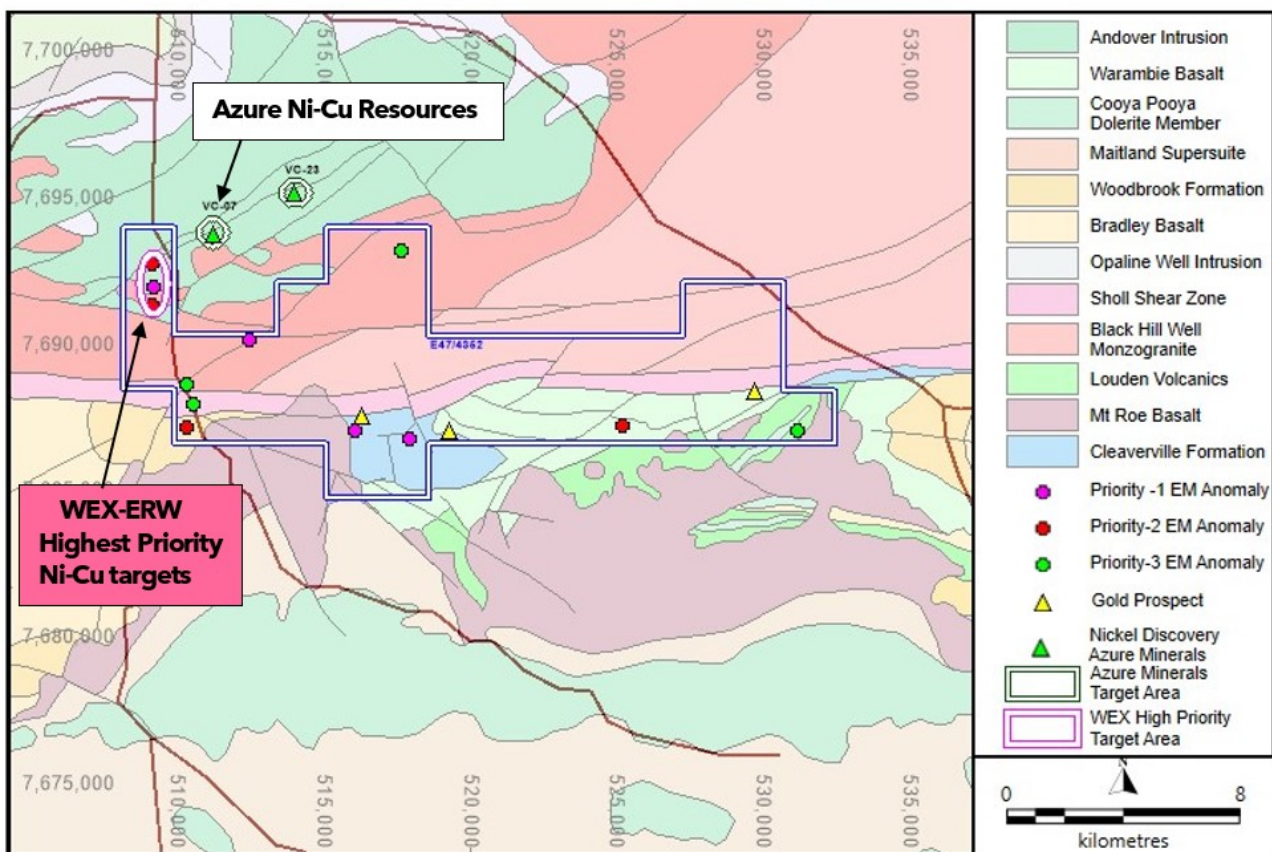 7,700,000
510,000
515,000
520,000
525,000
530,000
535,000
Azure Ni-Cu Resources
VC-23
7,695,000
VC-07
7,690,000
E47/4352
WEX-ERW
Highest Priority
Ni-Cu targets
7,680,000
7,675,000
510,000
515,000
520,000
525,000
530,000
535,000
Andover Intrusion
Warambie Basalt
Cooya Pooya
Dolerite Member
Maitland Supersuite
Woodbrook Formation
Bradley Basalt
Opaline Well Intrusion
Sholl Shear Zone
Black Hill Well
Monzogranite
Louden Volcanics
Mt Roe Basalt
Cleaverville Formation
Priority -1 EM Anomaly
Priority-2 EM Anomaly
Priority-3 EM Anomaly
Gold Prospect
Nickel Discovery
Azure Minerals
Azure Minerals
Target Area
WEX High Priority
Target Area
N
0
8
kilometres